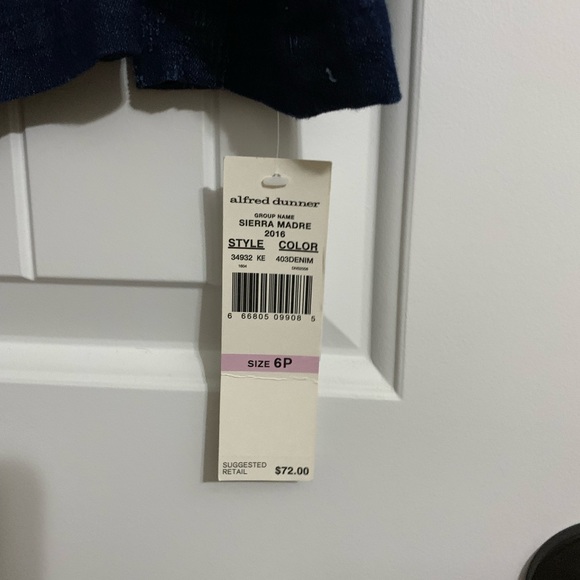 alfred dunner
GROUP NAME
SIERRA MADRE
2016
STYLE COLOR
34932 KE 403DENIM
6 66805 09908 5
SIZE 6P
SUGGESTED
RETAIL $72.00